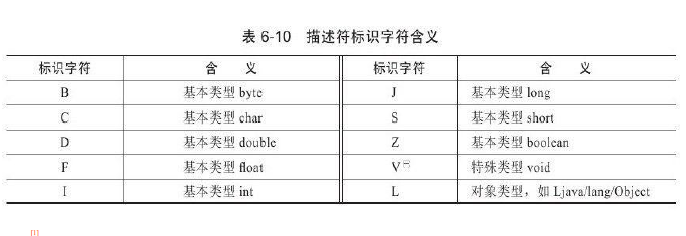 表 6-10 描述符标识字符含义
标识字符 含 义 标识字符 含 义
B 基本类型 byte J 基本类型 long
C 基本类型 char S 基本类型 short
D 基本类型 double Z 基本类型 boolean
F 基本类型 float V 特殊类型 void
I 基本类型 int L 对象类型，如 Ljava/lang/Object
m